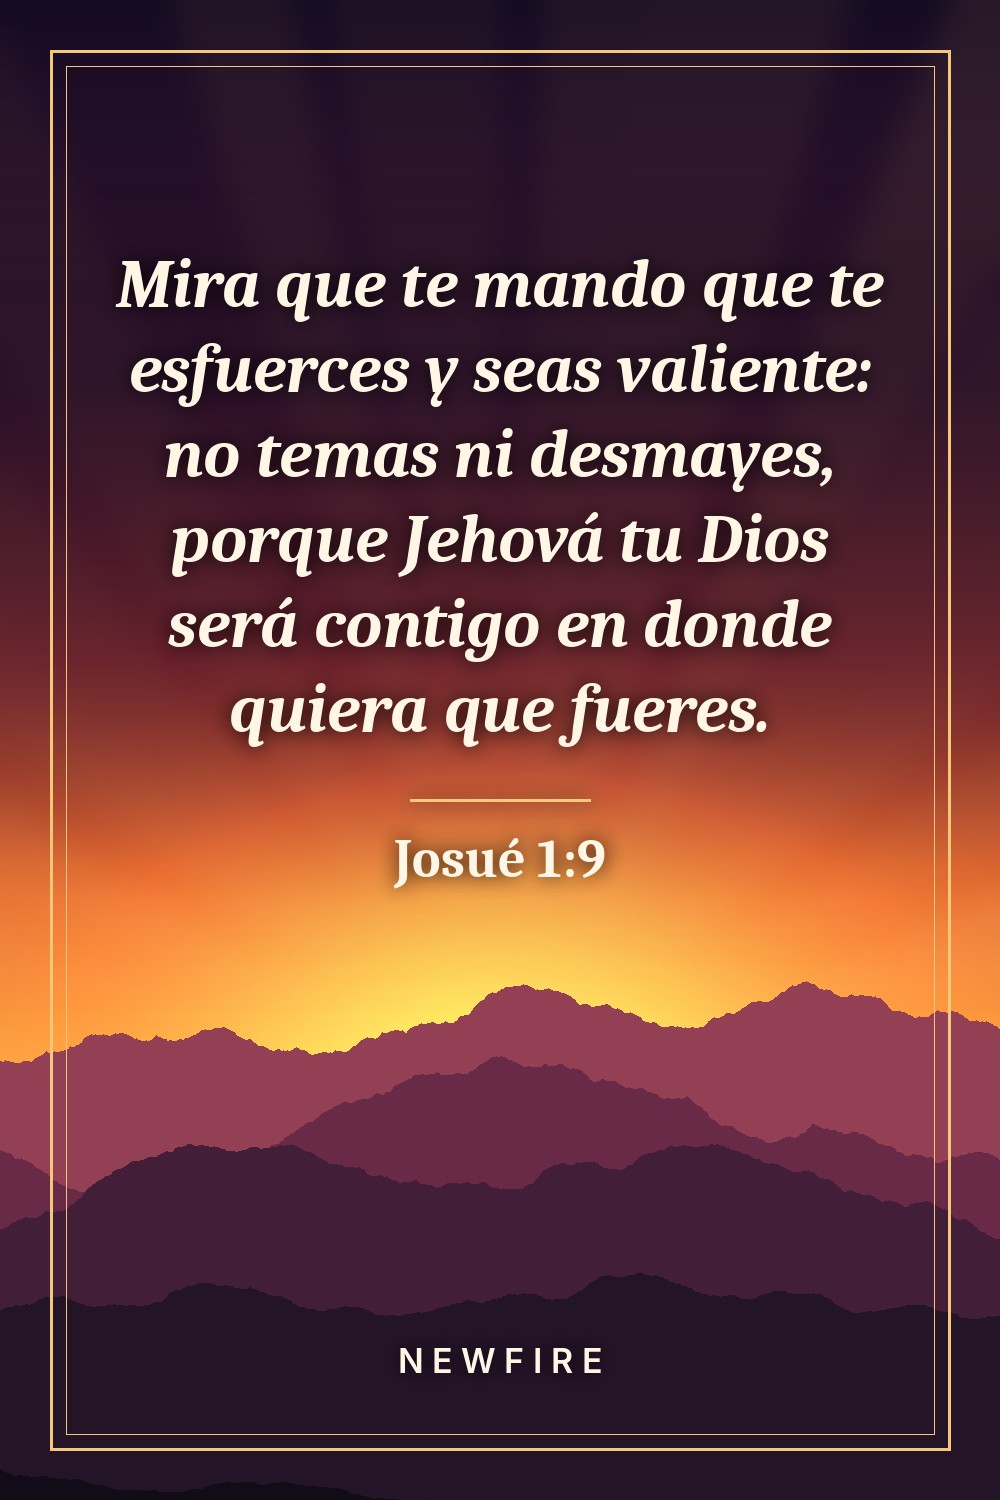 Mira que te mando que te
esfuerces y seas valiente:
no temas ni desmayes,
porque Jehová tu Dios
será contigo en donde
quiera que fueres.
Josué 1:9
NEWFIRE